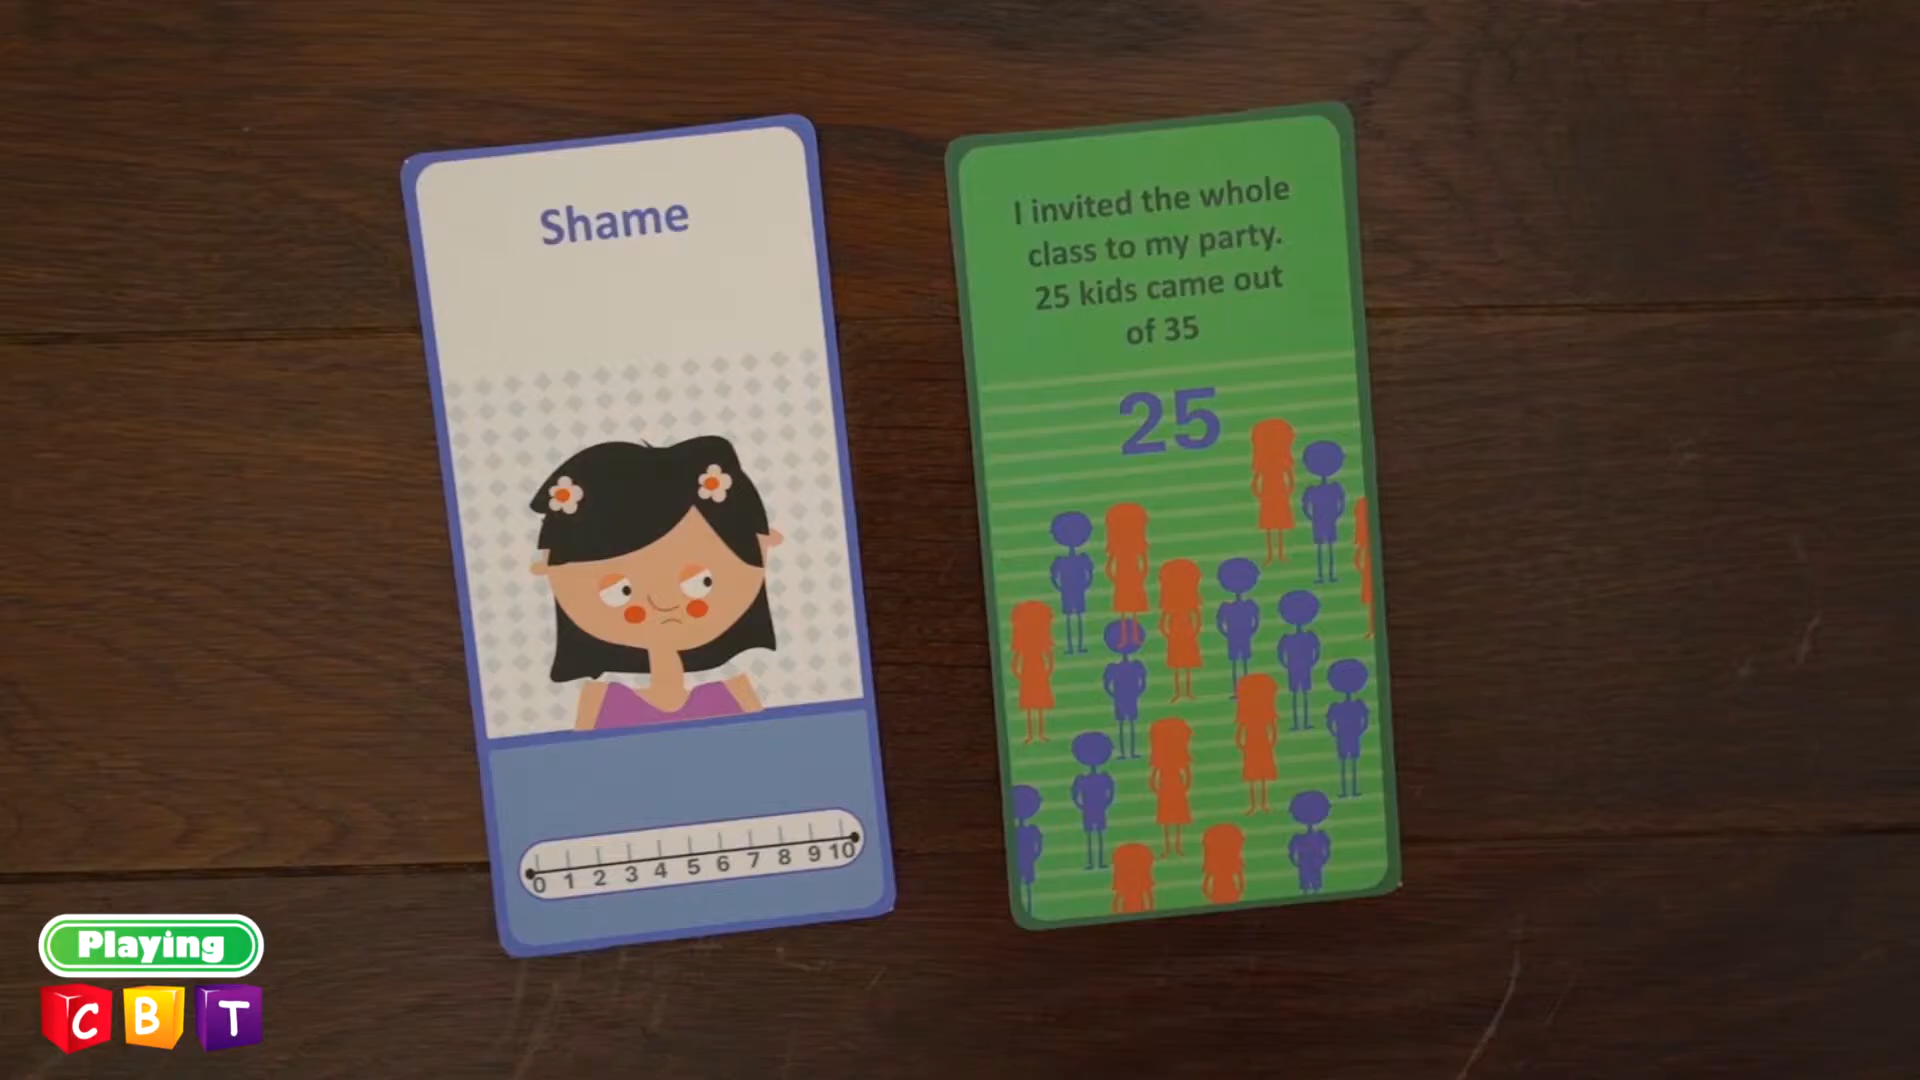 Shame
0 1 2 3 4 5 6 7 8 9 10
I invited the whole
class to my party.
25 kids came out
of 35
25
Playing
CBT